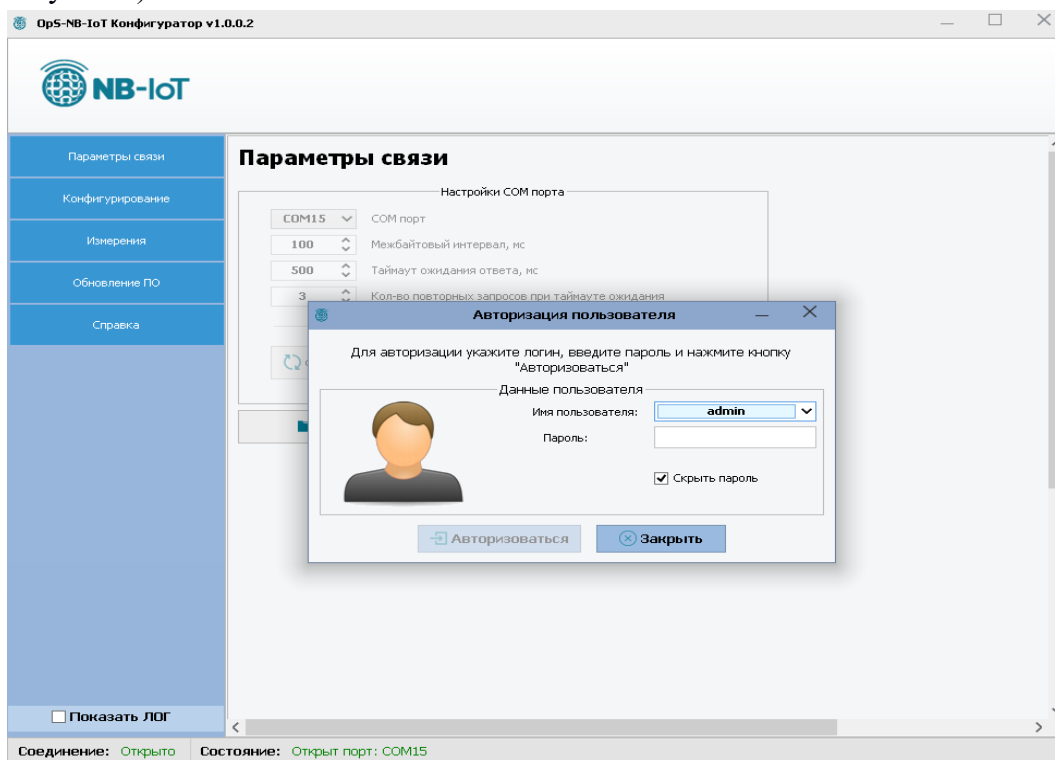 OpS-NB-IoT Конфигуратор v1.0.0.2
NB-IoT
Параметры связи
Конфигурирование
Измерения
Обновление ПО
Справка
Показать ЛОГ
Параметры связи
Настройки COM порта
COM15 COM порт
100 Межбайтовый интервал, мс
500 Таймаут ожидания ответа, мс
3 Кол-во повторных запросов при таймауте ожидания
Авторизация пользователя
Для авторизации укажите логин, введите пароль и нажмите кнопку
"Авторизоваться"
Данные пользователя
Имя пользователя: admin
Пароль:
Скрыть пароль
Авторизоваться Закрыть
Соединение: Открыто Состояние: Открыт порт: COM15